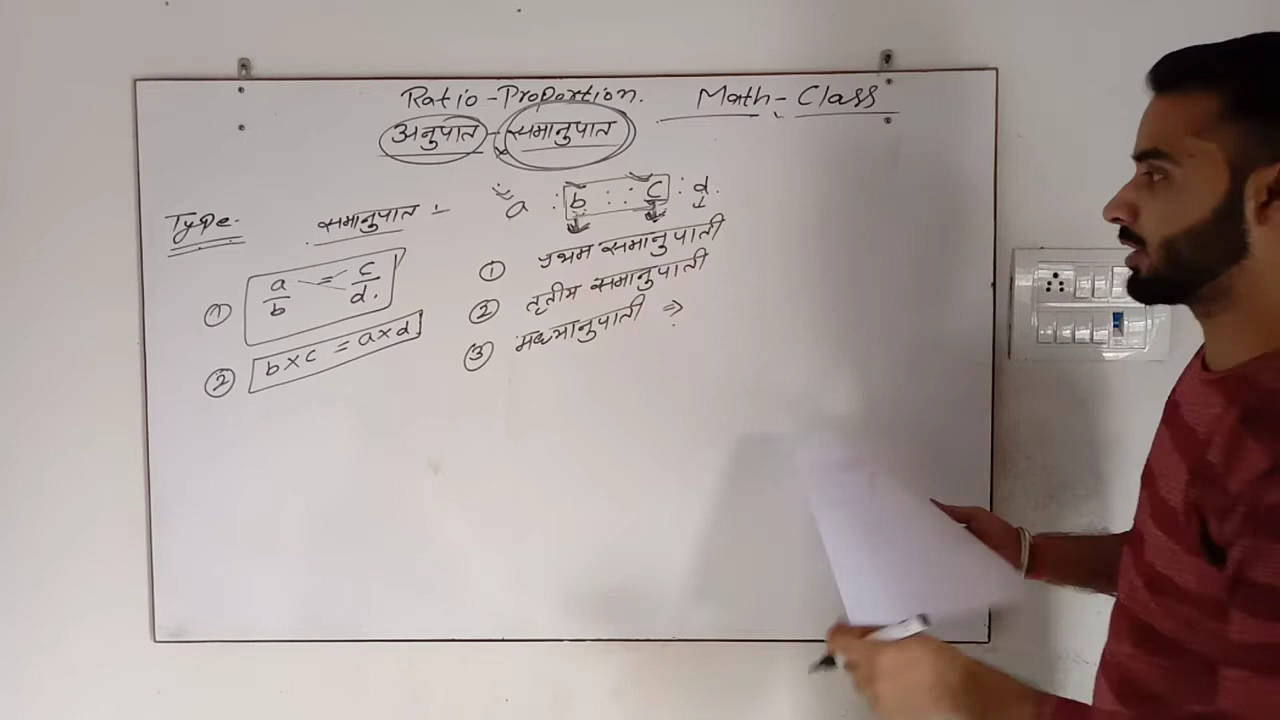 Ratio - Proportion.
Math - Class
अनुपात - समानुपात
Type.
समानुपात :-
a : b : : c : d.
① a/b = c/d.
② b×c = a×d
① प्रथम समानुपाती
② तृतीय समानुपाती
③ मध्यानुपाती ⇒